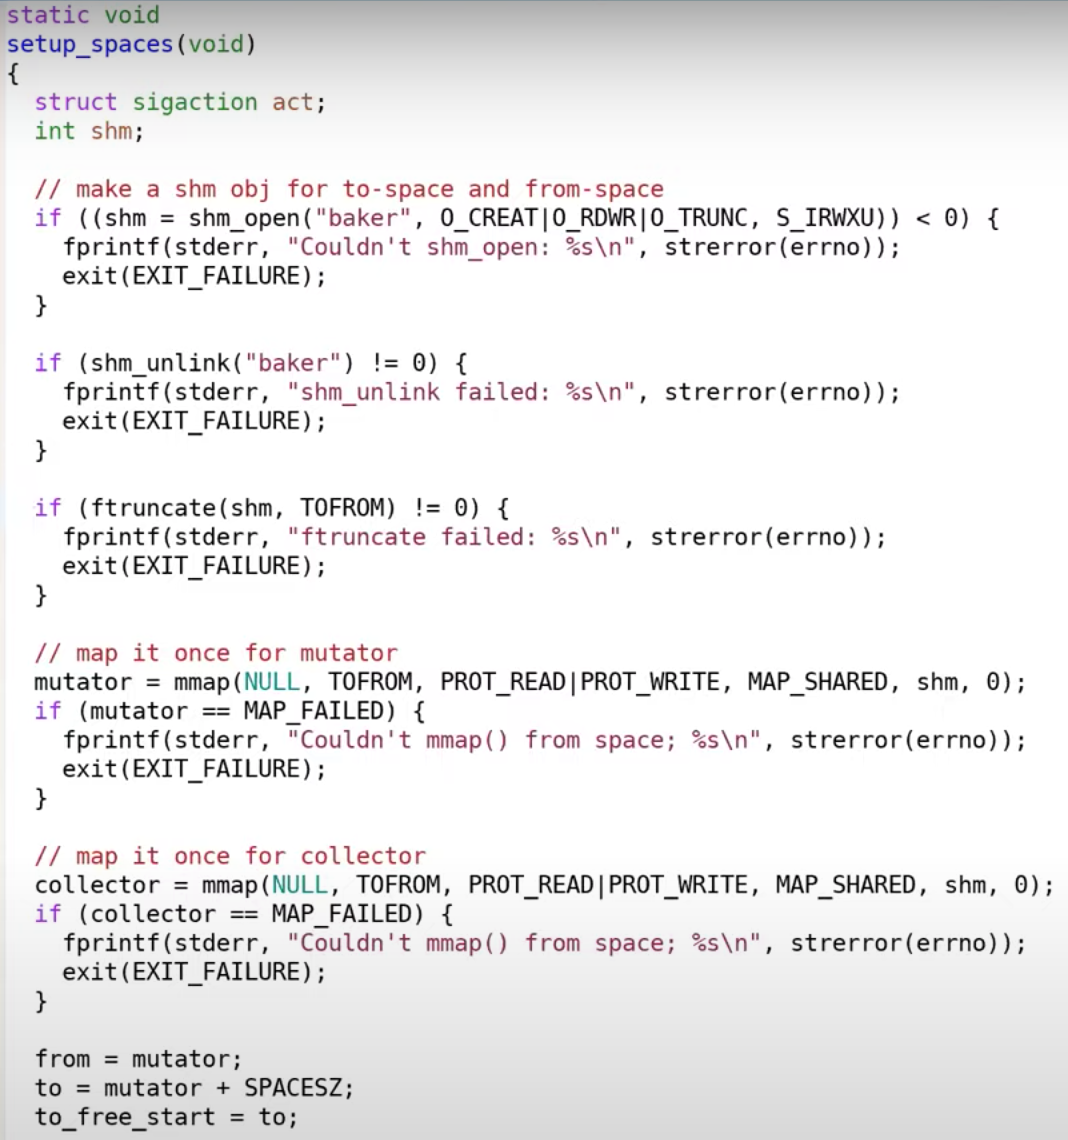 static void
setup_spaces(void)
{
  struct sigaction act;
  int shm;

  // make a shm obj for to-space and from-space
  if ((shm = shm_open("baker", O_CREAT|O_RDWR|O_TRUNC, S_IRWXU)) < 0) {
    fprintf(stderr, "Couldn't shm_open: %s\n", strerror(errno));
    exit(EXIT_FAILURE);
  }

  if (shm_unlink("baker") != 0) {
    fprintf(stderr, "shm_unlink failed: %s\n", strerror(errno));
    exit(EXIT_FAILURE);
  }

  if (ftruncate(shm, TOFROM) != 0) {
    fprintf(stderr, "ftruncate failed: %s\n", strerror(errno));
    exit(EXIT_FAILURE);
  }

  // map it once for mutator
  mutator = mmap(NULL, TOFROM, PROT_READ|PROT_WRITE, MAP_SHARED, shm, 0);
  if (mutator == MAP_FAILED) {
    fprintf(stderr, "Couldn't mmap() from space; %s\n", strerror(errno));
    exit(EXIT_FAILURE);
  }

  // map it once for collector
  collector = mmap(NULL, TOFROM, PROT_READ|PROT_WRITE, MAP_SHARED, shm, 0);
  if (collector == MAP_FAILED) {
    fprintf(stderr, "Couldn't mmap() from space; %s\n", strerror(errno));
    exit(EXIT_FAILURE);
  }

  from = mutator;
  to = mutator + SPACESZ;
  to_free_start = to;